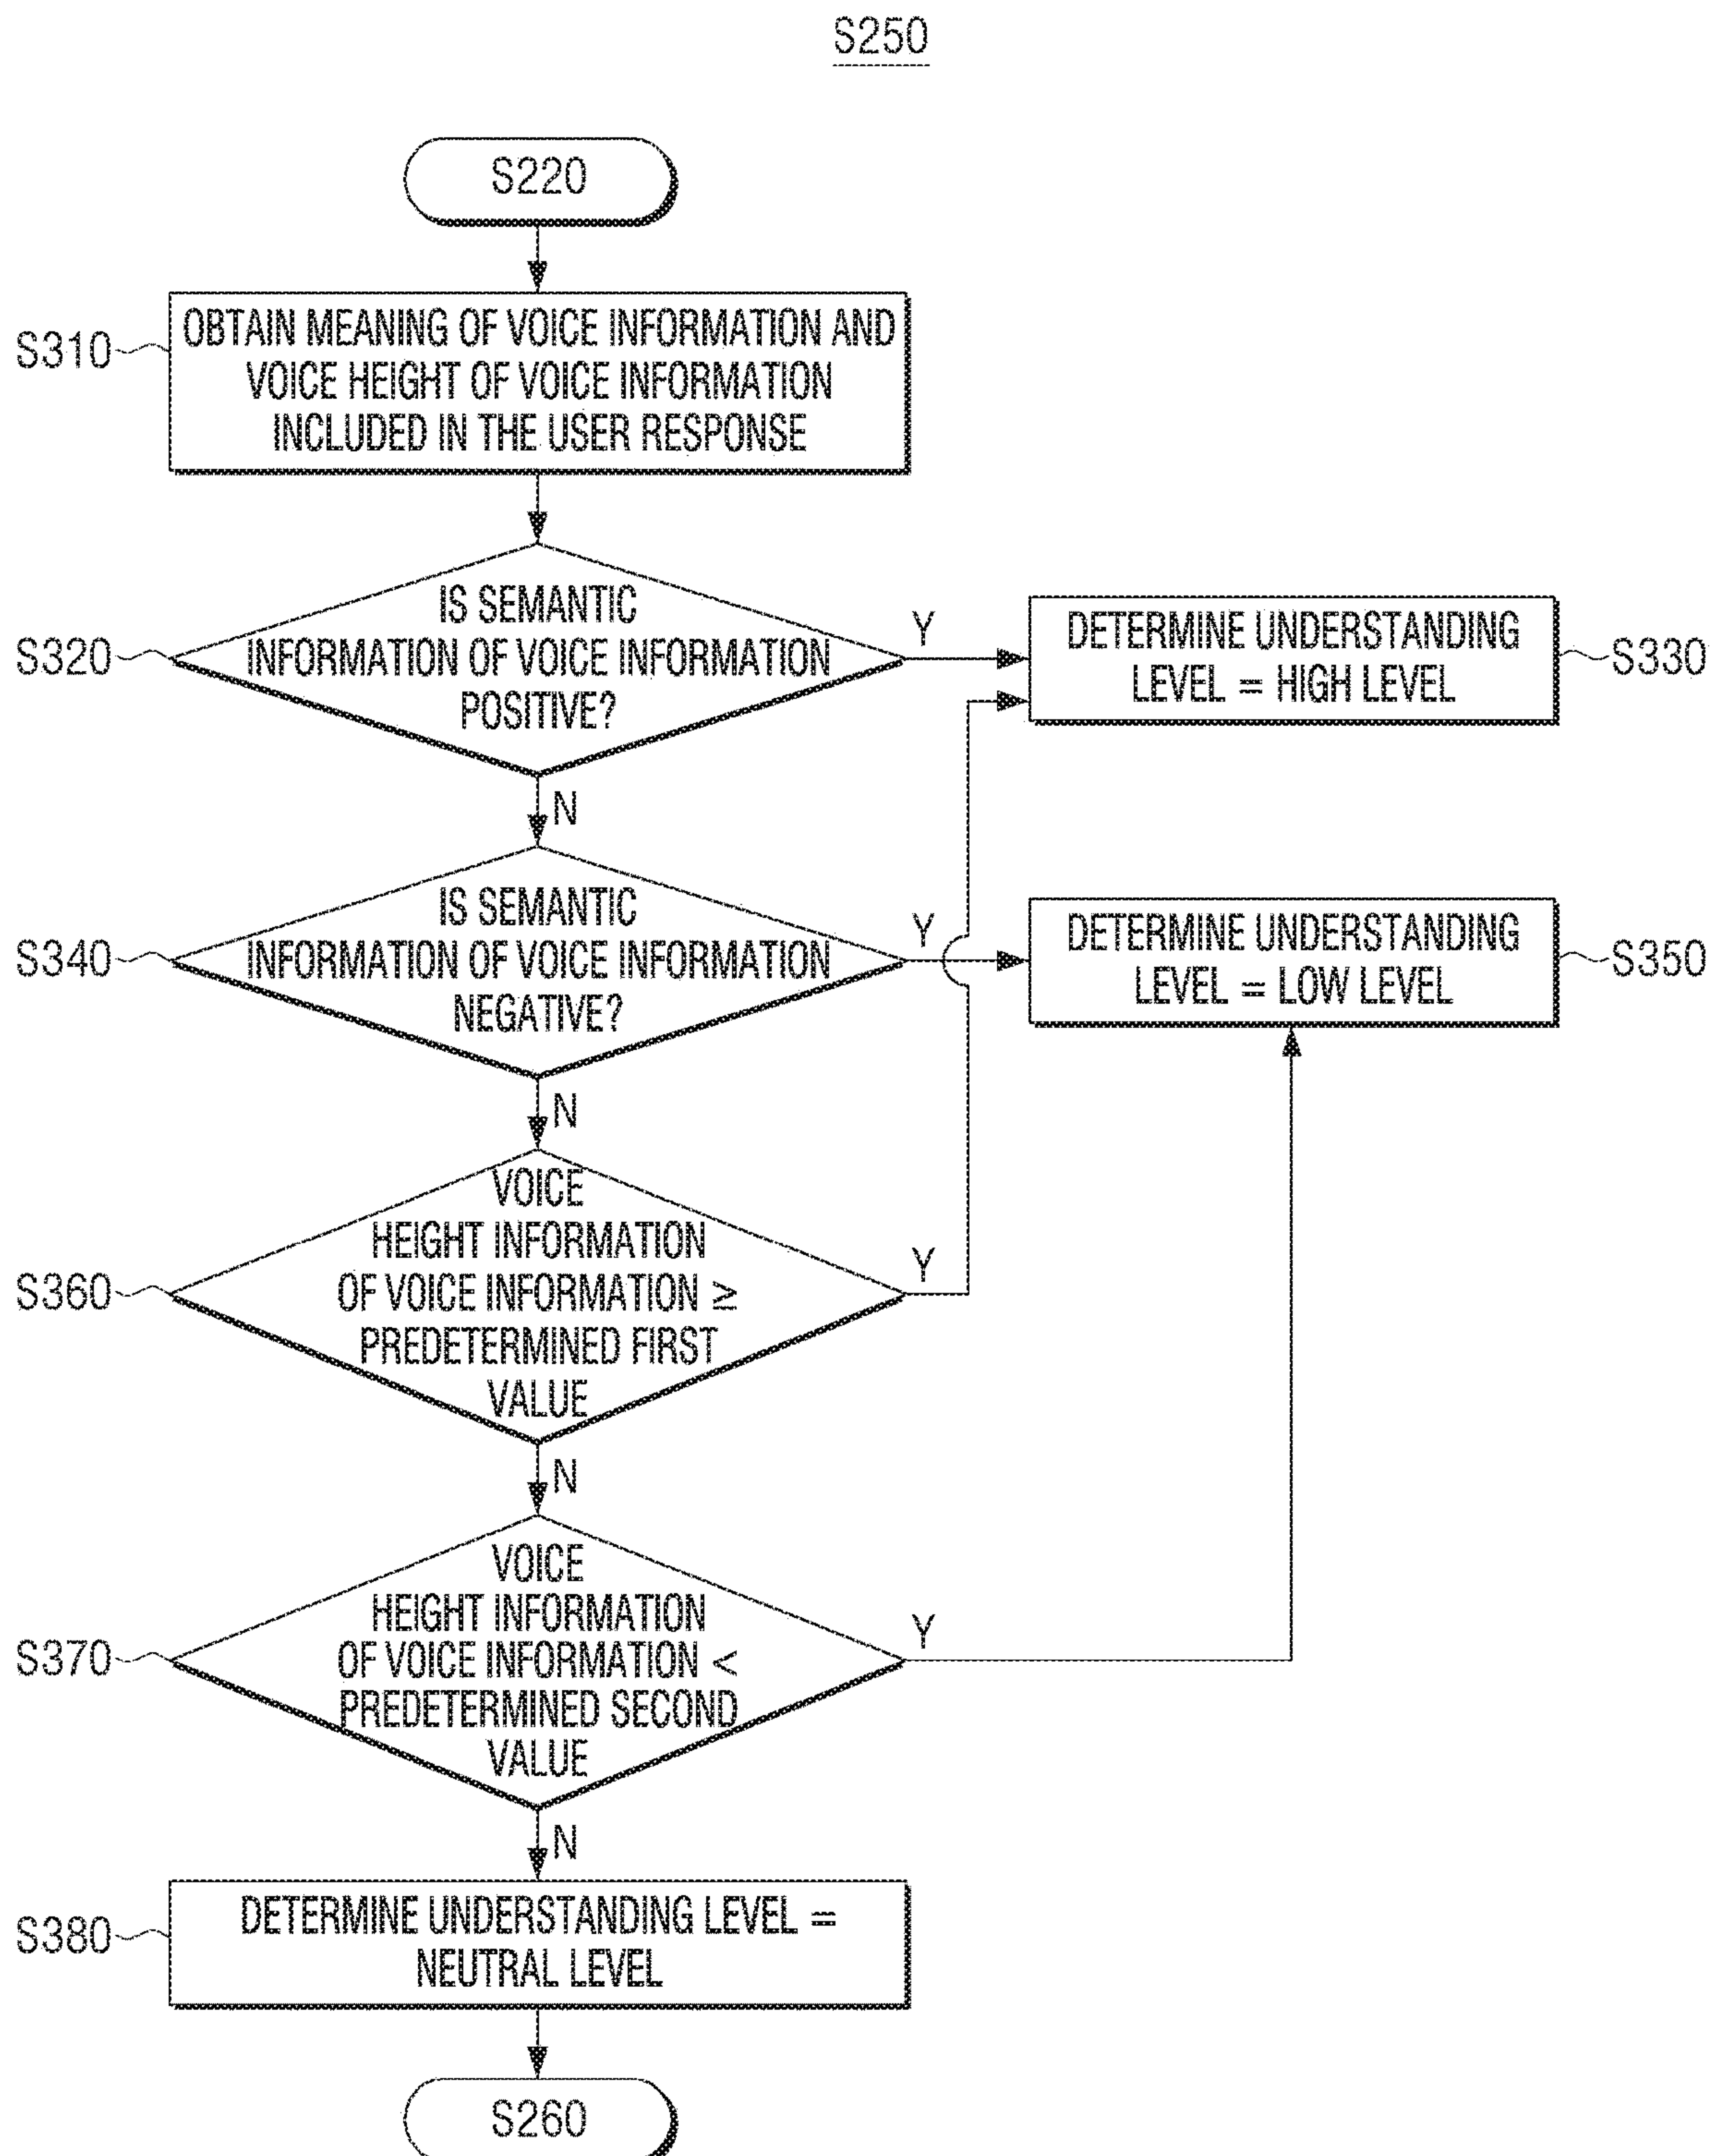 S250
S220
S310
OBTAIN MEANING OF VOICE INFORMATION AND
VOICE HEIGHT OF VOICE INFORMATION
INCLUDED IN THE USER RESPONSE
S320
IS SEMANTIC
INFORMATION OF VOICE INFORMATION
POSITIVE?
Y
DETERMINE UNDERSTANDING
LEVEL = HIGH LEVEL
S330
N
S340
IS SEMANTIC
INFORMATION OF VOICE INFORMATION
NEGATIVE?
Y
DETERMINE UNDERSTANDING
LEVEL = LOW LEVEL
S350
N
S360
VOICE
HEIGHT INFORMATION
OF VOICE INFORMATION ≥
PREDETERMINED FIRST
VALUE
Y
N
S370
VOICE
HEIGHT INFORMATION
OF VOICE INFORMATION <
PREDETERMINED SECOND
VALUE
Y
N
S380
DETERMINE UNDERSTANDING LEVEL =
NEUTRAL LEVEL
S260